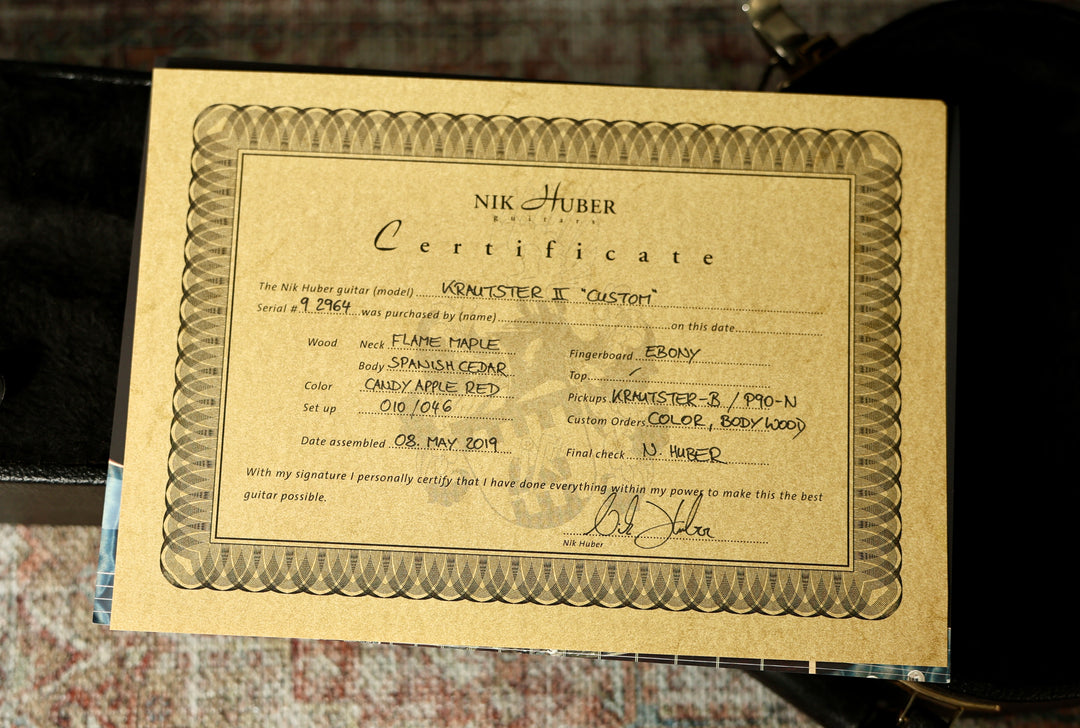 NIK HUBER
guitars
Certificate
The Nik Huber guitar (model) KRAUTSTER II "CUSTOM"
Serial # 9 2964 was purchased by (name) on this date
Wood Neck FLAME MAPLE Fingerboard EBONY
Body SPANISH CEDAR Top -
Color CANDY APPLE RED Pickups KRAUTSTER-B / P90-N
Set up 010 /046 Custom Orders COLOR, BODY WOOD
Date assembled 08. MAY 2019 Final check N. HUBER
With my signature I personally certify that I have done everything within my power to make this the best
guitar possible.
Nik Huber
Nik Huber